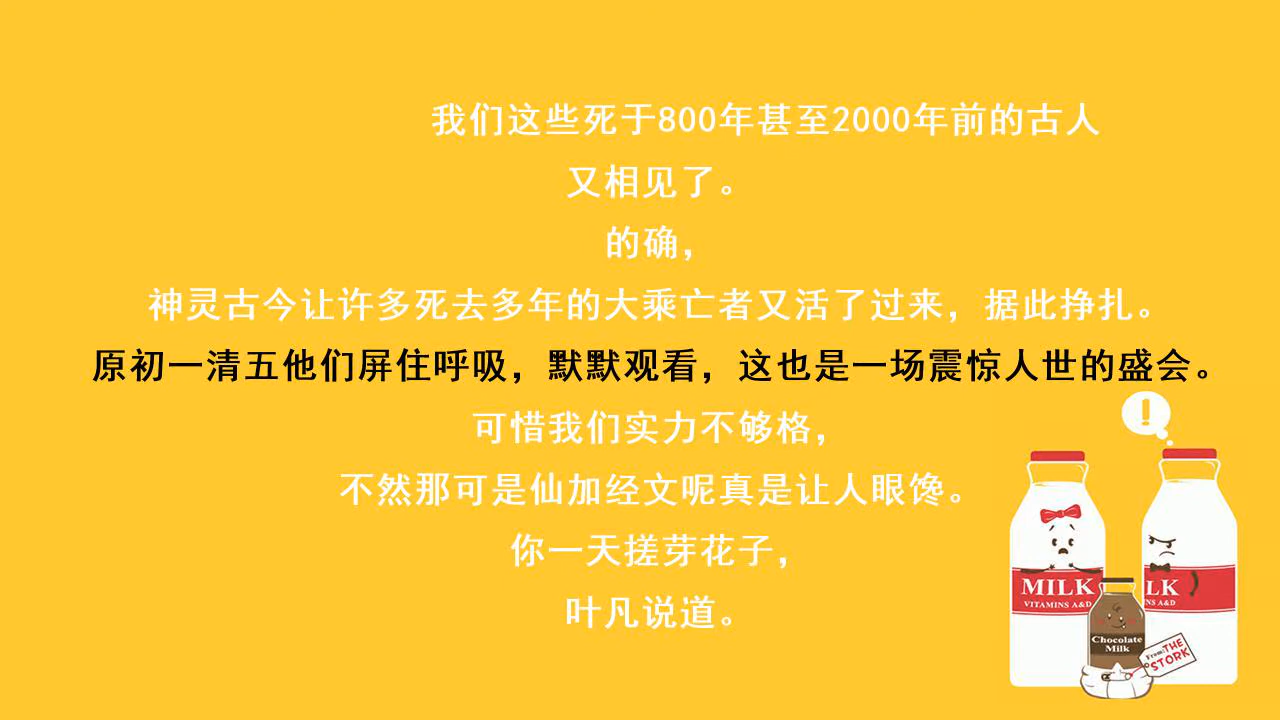 我们这些死于800年甚至2000年前的古人
又相见了。
的确，
神灵古今让许多死去多年的大乘亡者又活了过来，据此挣扎。
原初一清五他们屏住呼吸，默默观看，这也是一场震惊人世的盛会。
可惜我们实力不够格，
不然那可是仙加经文呢真是让人眼馋。
你一天搓芽花子，
叶凡说道。
!
MILK
VITAMINS A&D
LK
NS A&D
Chocolate
Milk
From: THE
STORK